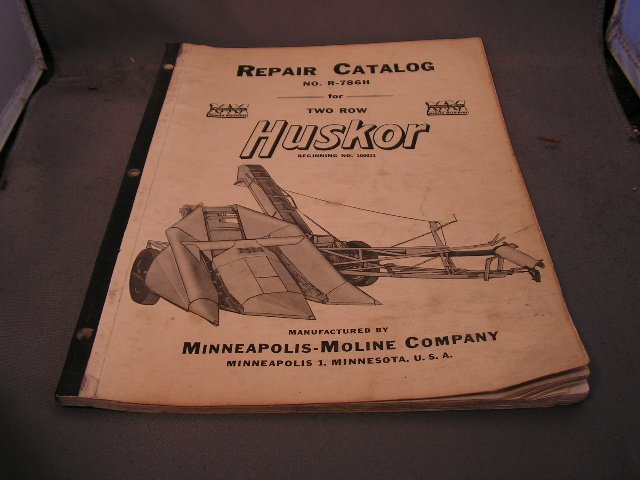 REPAIR CATALOG
NO. R-786H
for
TWO ROW
Huskor
BEGINNING NO. 100021
MANUFACTURED BY
MINNEAPOLIS-MOLINE COMPANY
MINNEAPOLIS 1, MINNESOTA, U. S. A.